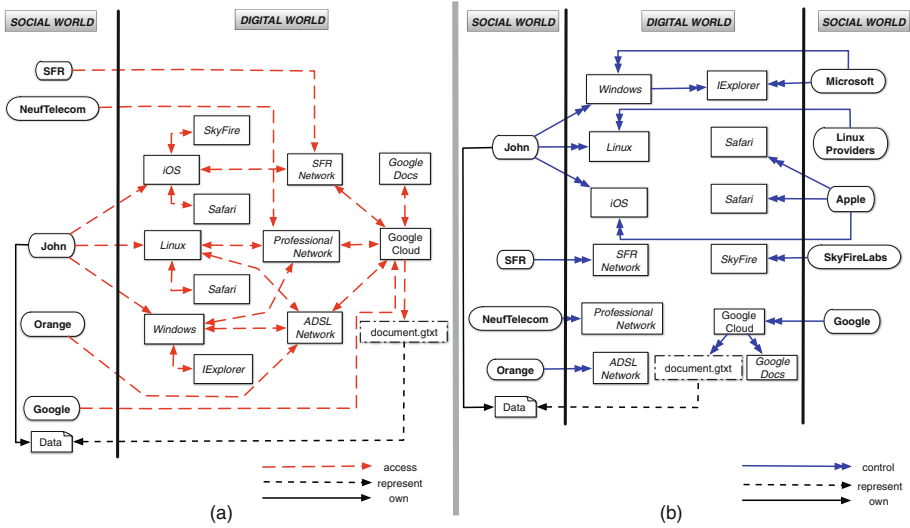 SOCIAL WORLD
DIGITAL WORLD
SFR
NeufTelecom
SkyFire
iOS
SFR
Network
Google
Docs
Safari
John
Linux
Professional
Network
Google
Cloud
Safari
Orange
Windows
ADSL
Network
document.gtxt
IExplorer
Google
Data
access
represent
own
(a)
SOCIAL WORLD
DIGITAL WORLD
SOCIAL WORLD
Windows
IExplorer
Microsoft
John
Linux
Safari
Linux
Providers
iOS
Safari
Apple
SFR
SFR
Network
SkyFire
SkyFireLabs
NeufTelecom
Professional
Network
Google
Cloud
Google
Orange
ADSL
Network
document.gtxt
Google
Docs
Data
control
represent
own
(b)